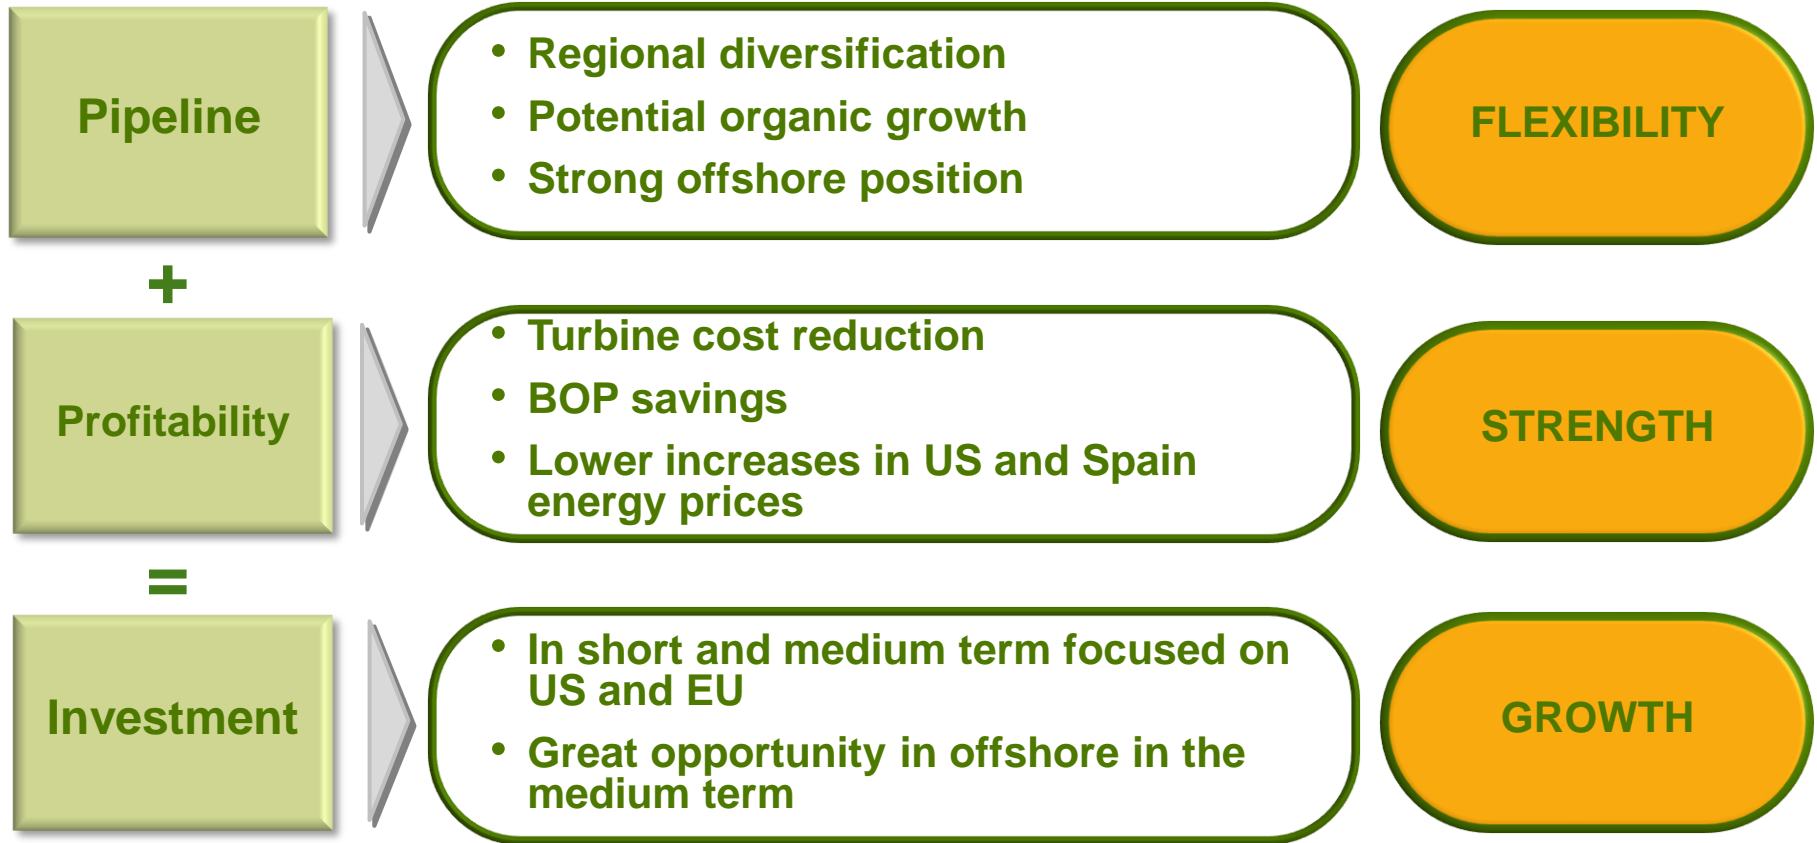 Pipeline
• Regional diversification
• Potential organic growth
• Strong offshore position
FLEXIBILITY
+
Profitability
• Turbine cost reduction
• BOP savings
• Lower increases in US and Spain
energy prices
STRENGTH
=
Investment
• In short and medium term focused on
US and EU
• Great opportunity in offshore in the
medium term
GROWTH